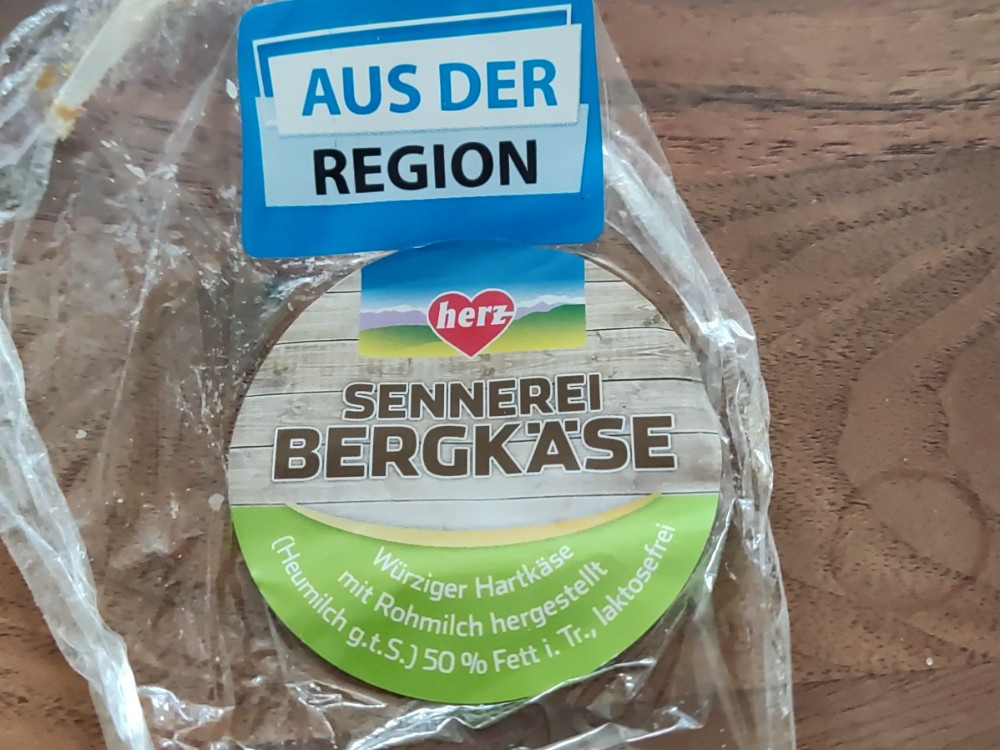 AUS DER
REGION
herz
SENNEREI
BERGKÄSE
Würziger Hartkäse
mit Rohmilch hergestellt
(Heumilch g.t.S.) 50 % Fett i. Tr., laktosefrei